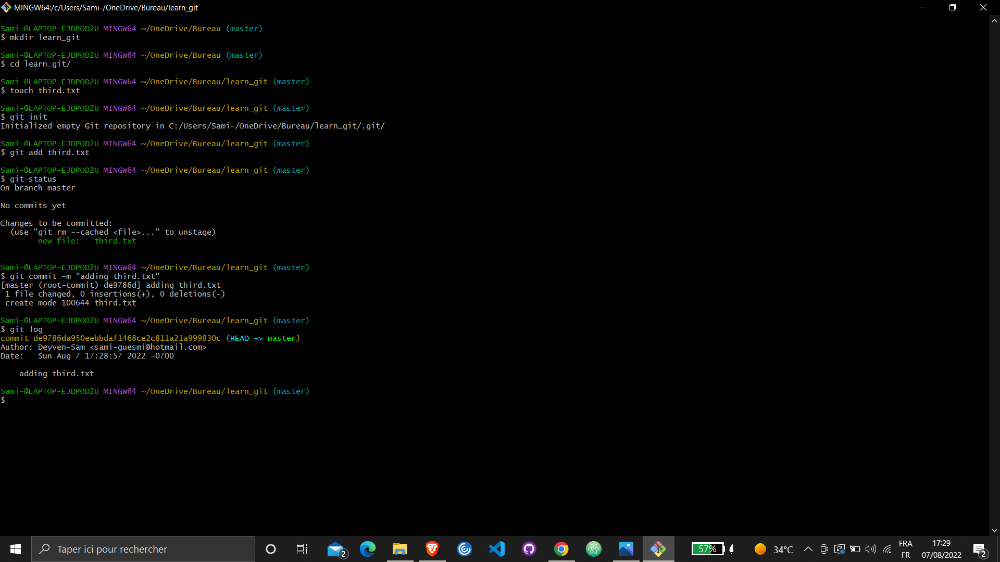 MINGW64:/c/Users/Sami-/OneDrive/Bureau/learn_git
Sami-@LAPTOP-EJDPOD2U MINGW64 ~/OneDrive/Bureau (master)
$ mkdir learn_git
Sami-@LAPTOP-EJDPOD2U MINGW64 ~/OneDrive/Bureau (master)
$ cd learn_git/
Sami-@LAPTOP-EJDPOD2U MINGW64 ~/OneDrive/Bureau/learn_git (master)
$ touch third.txt
Sami-@LAPTOP-EJDPOD2U MINGW64 ~/OneDrive/Bureau/learn_git (master)
$ git init
Initialized empty Git repository in C:/Users/Sami-/OneDrive/Bureau/learn_git/.git/
Sami-@LAPTOP-EJDPOD2U MINGW64 ~/OneDrive/Bureau/learn_git (master)
$ git add third.txt
Sami-@LAPTOP-EJDPOD2U MINGW64 ~/OneDrive/Bureau/learn_git (master)
$ git status
On branch master
No commits yet
Changes to be committed:
(use "git rm --cached <file>..." to unstage)
new file:   third.txt
Sami-@LAPTOP-EJDPOD2U MINGW64 ~/OneDrive/Bureau/learn_git (master)
$ git commit -m "adding third.txt"
[master (root-commit) de9786d] adding third.txt
1 file changed, 0 insertions(+), 0 deletions(-)
create mode 100644 third.txt
Sami-@LAPTOP-EJDPOD2U MINGW64 ~/OneDrive/Bureau/learn_git (master)
$ git log
commit de9786da950eebbdaf1468ce2c811a21a999830c (HEAD -> master)
Author: Deyven-Sam <sami-guesmi@hotmail.com>
Date:   Sun Aug 7 17:28:57 2022 -0700
adding third.txt
Sami-@LAPTOP-EJDPOD2U MINGW64 ~/OneDrive/Bureau/learn_git (master)
$
Taper ici pour rechercher
2
57%
34°C
FRA
FR
17:29
07/08/2022
2